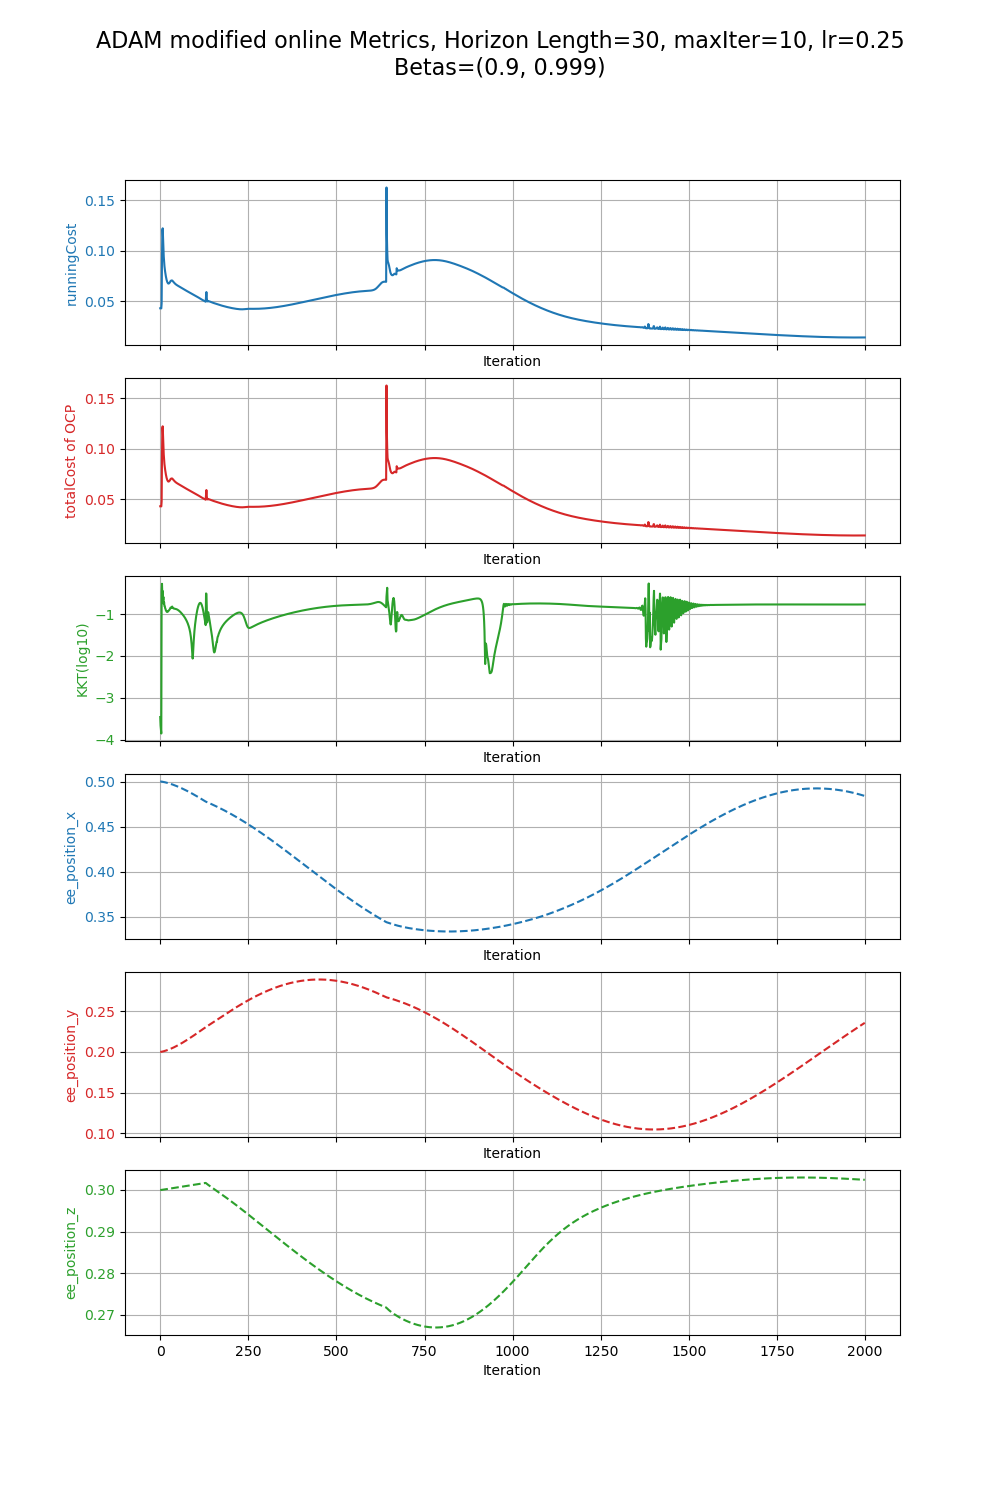 ADAM modified online Metrics, Horizon Length=30, maxIter=10, lr=0.25
Betas=(0.9, 0.999)
runningCost
0.15
0.10
0.05
Iteration
totalCost of OCP
0.15
0.10
0.05
Iteration
KKT(log10)
−1
−2
−3
−4
Iteration
ee_position_x
0.50
0.45
0.40
0.35
Iteration
ee_position_y
0.25
0.20
0.15
0.10
Iteration
ee_position_z
0.30
0.29
0.28
0.27
0 250 500 750 1000 1250 1500 1750 2000
Iteration